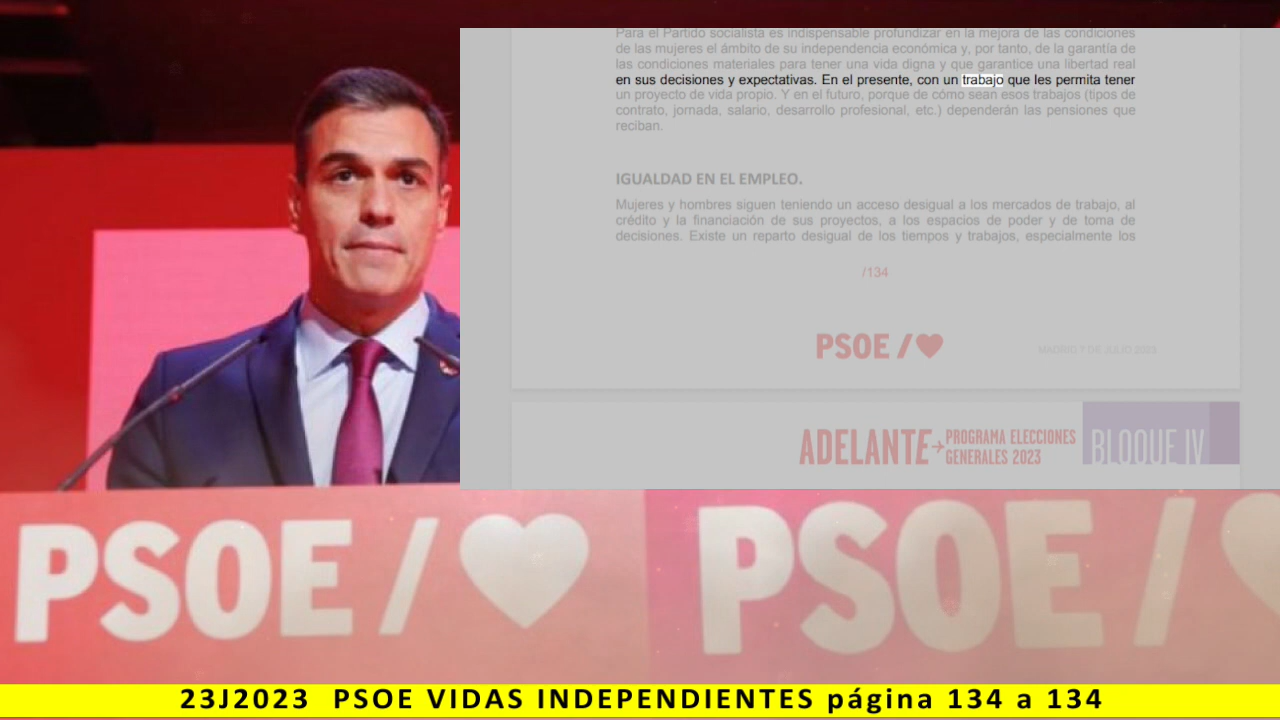 Para el Partido socialista es indispensable profundizar en la mejora de las condiciones
de las mujeres el ámbito de su independencia económica y, por tanto, de la garantía de
las condiciones materiales para tener una vida digna y que garantice una libertad real
en sus decisiones y expectativas. En el presente, con un trabajo que les permita tener
un proyecto de vida propio. Y en el futuro, porque de cómo sean esos trabajos (tipos de
contrato, jornada, salario, desarrollo profesional, etc.) dependerán las pensiones que
reciban.
IGUALDAD EN EL EMPLEO.
Mujeres y hombres siguen teniendo un acceso desigual a los mercados de trabajo, al
crédito y la financiación de sus proyectos, a los espacios de poder y de toma de
decisiones. Existe un reparto desigual de los tiempos y trabajos, especialmente los
/134
PSOE /
MADRID 7 DE JULIO 2023
ADELANTE PROGRAMA ELECCIONES
GENERALES 2023
BLOQUE IV
PSOE /
PSOE /
23J2023 PSOE VIDAS INDEPENDIENTES página 134 a 134